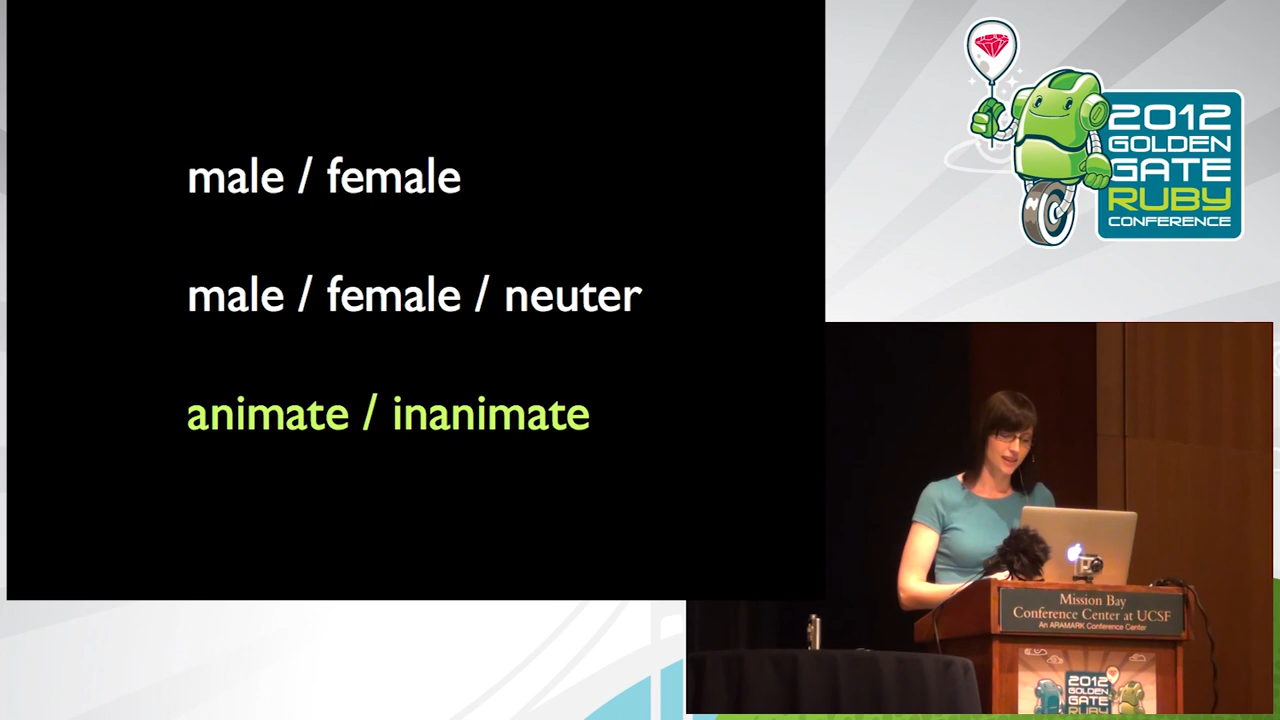 male / female
male / female / neuter
animate / inanimate
2012
GOLDEN
GATE
RUBY
CONFERENCE
Mission Bay
Conference Center at UCSF
An ARAMARK Conference Center
2012
GOLDEN
GATE
RUBY